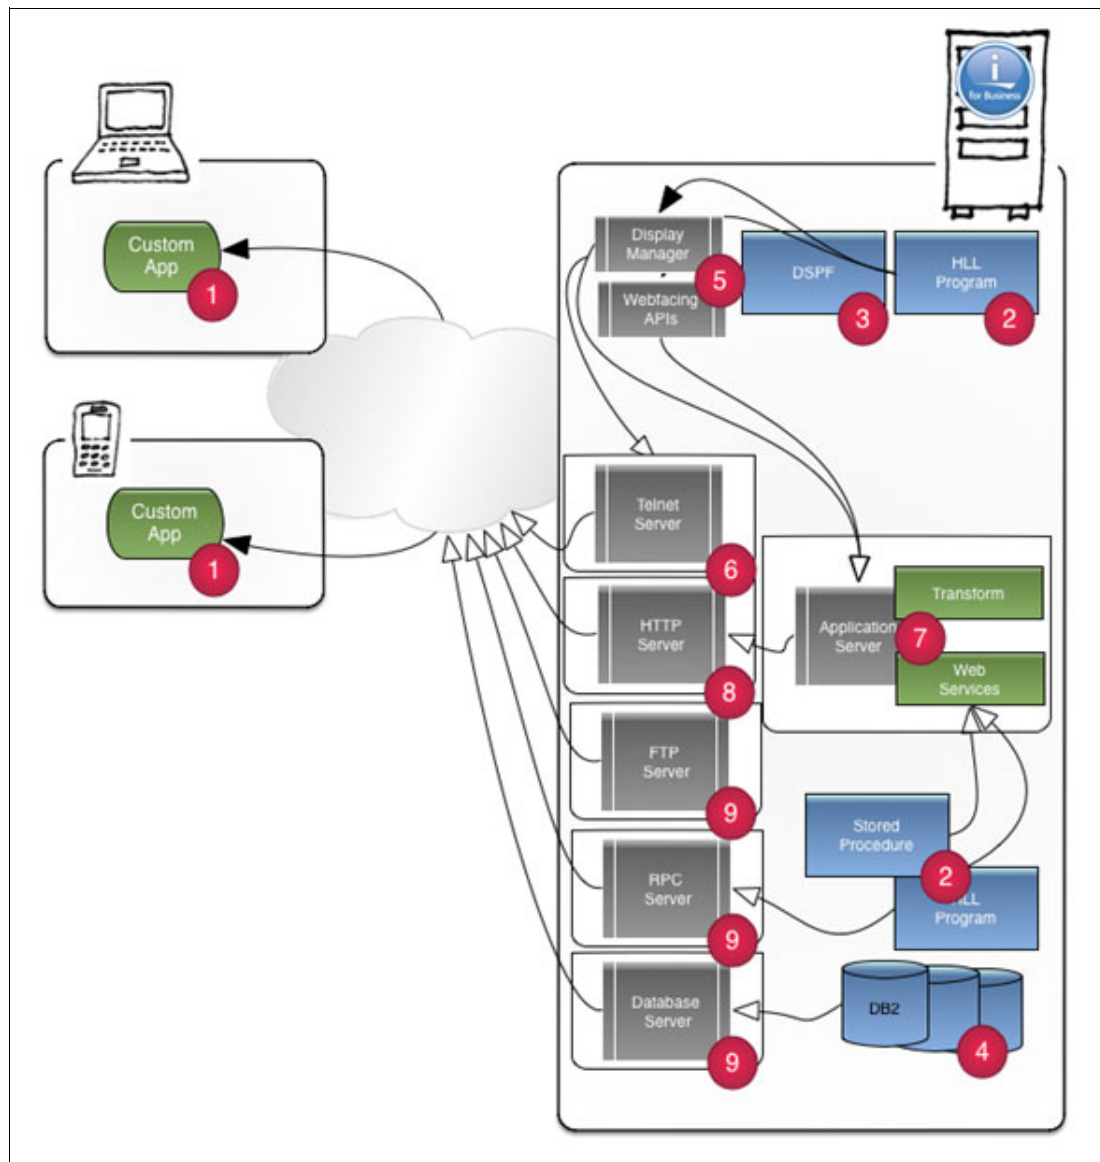 i
for Business
Custom
App
1
Display
Manager
5
DSPF
3
HLL
Program
2
Webfacing
APIs
Custom
App
1
Telnet
Server
6
Transform
HTTP
Server
8
Application
Server
7
Web
Services
FTP
Server
9
Stored
Procedure
2
RPC
Server
9
HLL
Program
Database
Server
9
DB2
4